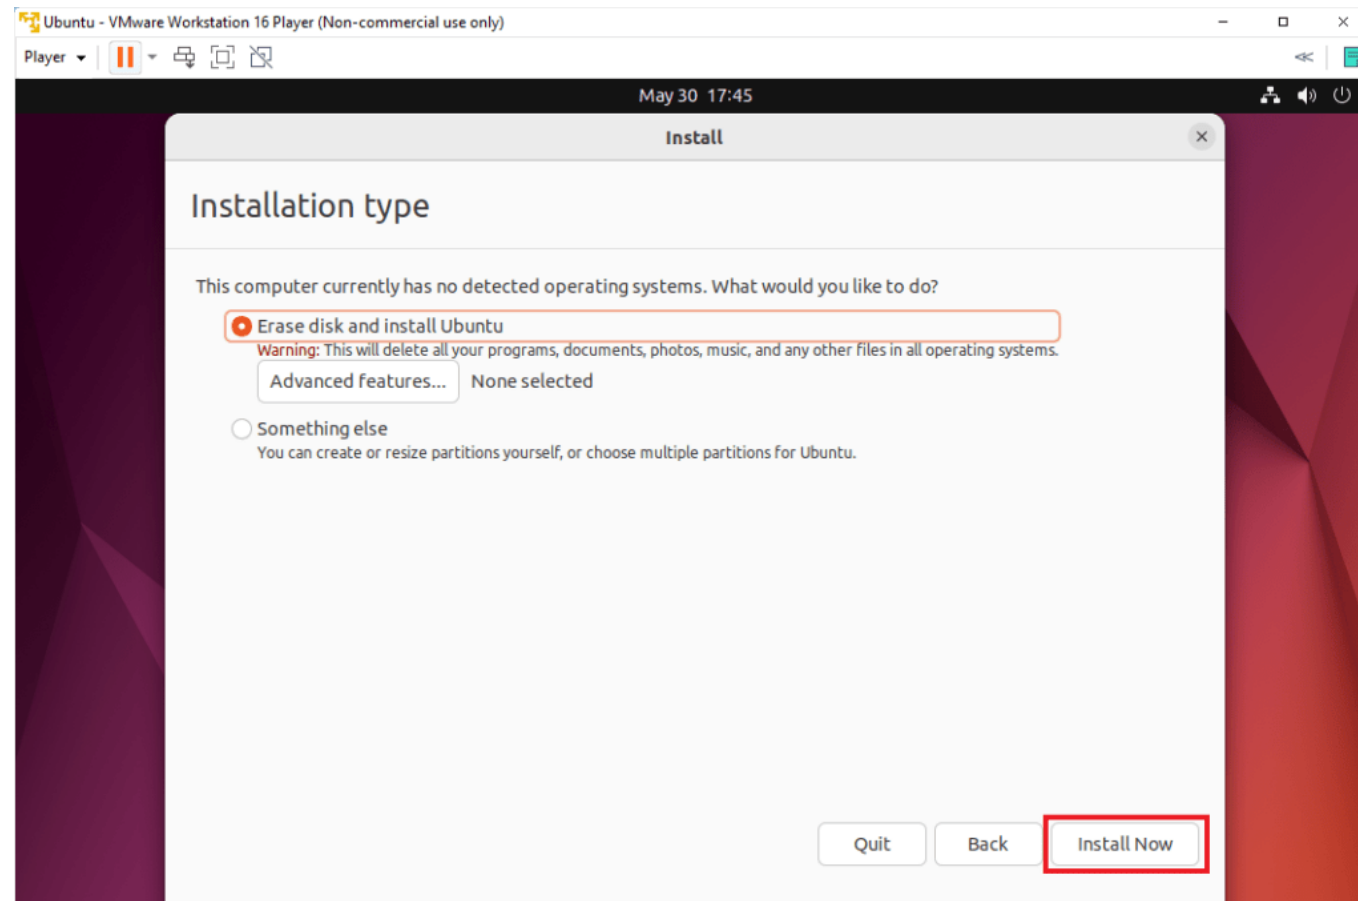 Ubuntu - VMware Workstation 16 Player (Non-commercial use only)
Player
May 30 17:45
Install
Installation type
This computer currently has no detected operating systems. What would you like to do?
Erase disk and install Ubuntu
Warning: This will delete all your programs, documents, photos, music, and any other files in all operating systems.
Advanced features... None selected
Something else
You can create or resize partitions yourself, or choose multiple partitions for Ubuntu.
Quit Back Install Now